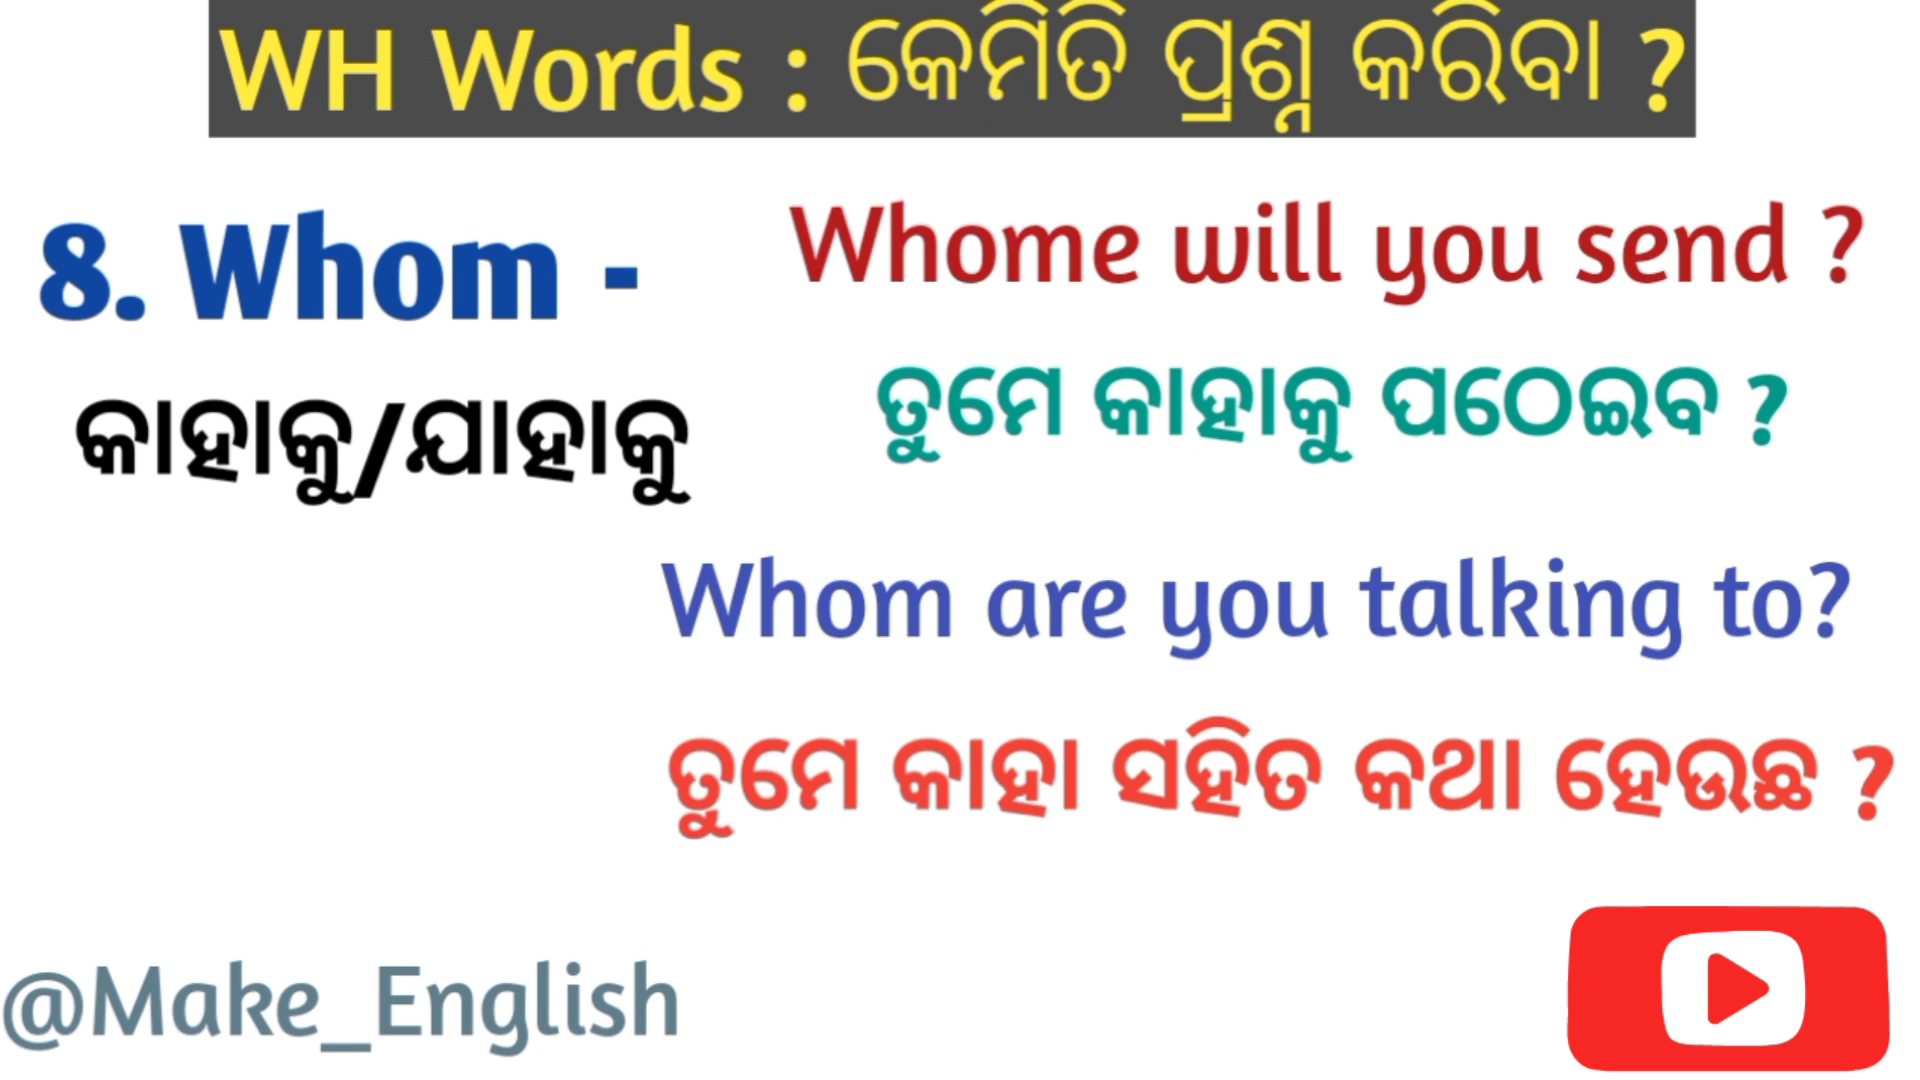 WH Words : କେମିତି ପ୍ରଶ୍ନ କରିବା ?
8. Whom -
କାହାକୁ/ଯାହାକୁ
Whome will you send ?
ତୁମେ କାହାକୁ ପଠେଇବ ?
Whom are you talking to?
ତୁମେ କାହା ସହିତ କଥା ହେଉଛ ?
@Make_English